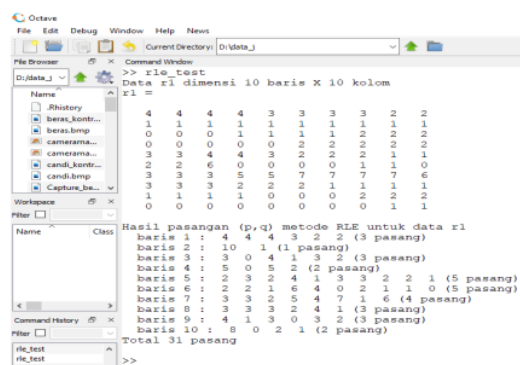 Octave
File Edit Debug Window Help News
Current Directory: D:\data_j
File Browser
Command Window
D:/data_j
Name
.Rhistory
beras_kontr...
beras.bmp
camerama...
camerama...
candi_kontr...
candi.bmp
Capture_be...
Workspace
Filter
Name Class
Command History
Filter
rle_test
rle_test
>> rle_test
Data r1 dimensi 10 baris X 10 kolom
r1 =
4 4 4 4 3 3 3 3 2 2
1 1 1 1 1 1 1 1 1 1
0 0 0 1 1 1 1 2 2 2
0 0 0 0 0 2 2 2 2 2
3 3 4 4 3 2 2 2 1 1
2 2 6 0 0 0 0 1 1 0
3 3 3 5 5 7 7 7 7 6
3 3 3 2 2 2 1 1 1 1
1 1 1 1 0 0 0 2 2 2
0 0 0 0 0 0 0 0 1 1
Hasil pasangan (p,q) metode RLE untuk data r1
baris 1 : 4 4 4 3 2 2 (3 pasang)
baris 2 : 10 1 (1 pasang)
baris 3 : 3 0 4 1 3 2 (3 pasang)
baris 4 : 5 0 5 2 (2 pasang)
baris 5 : 2 3 2 4 1 3 3 2 2 1 (5 pasang)
baris 6 : 2 2 1 6 4 0 2 1 1 0 (5 pasang)
baris 7 : 3 3 2 5 4 7 1 6 (4 pasang)
baris 8 : 3 3 3 2 4 1 (3 pasang)
baris 9 : 4 1 3 0 3 2 (3 pasang)
baris 10 : 8 0 2 1 (2 pasang)
Total 31 pasang
>>